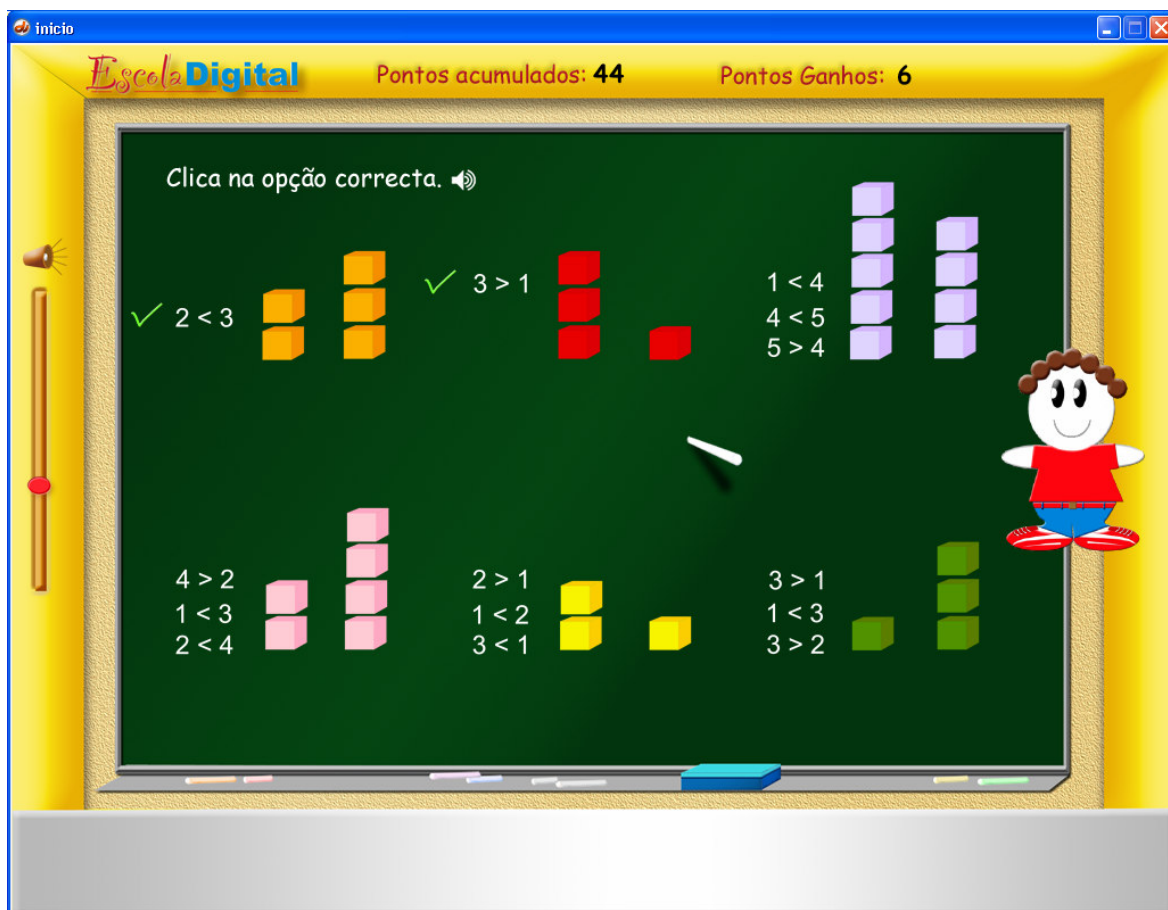 inicio
Escola Digital
Pontos acumulados: 44
Pontos Ganhos: 6
Clica na opção correcta.
2 < 3
3 > 1
1 < 4
4 < 5
5 > 4
4 > 2
1 < 3
2 < 4
2 > 1
1 < 2
3 < 1
3 > 1
1 < 3
3 > 2